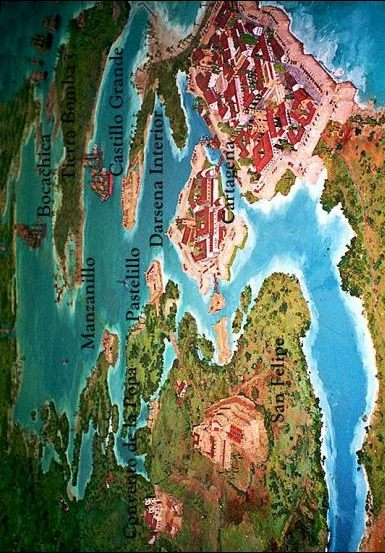 Bocachica
Tierra Bomba
Manzanillo
Castillo Grande
Convento de la Popa
Pastelillo
Darsena Interior
Cartagena
San Felipe